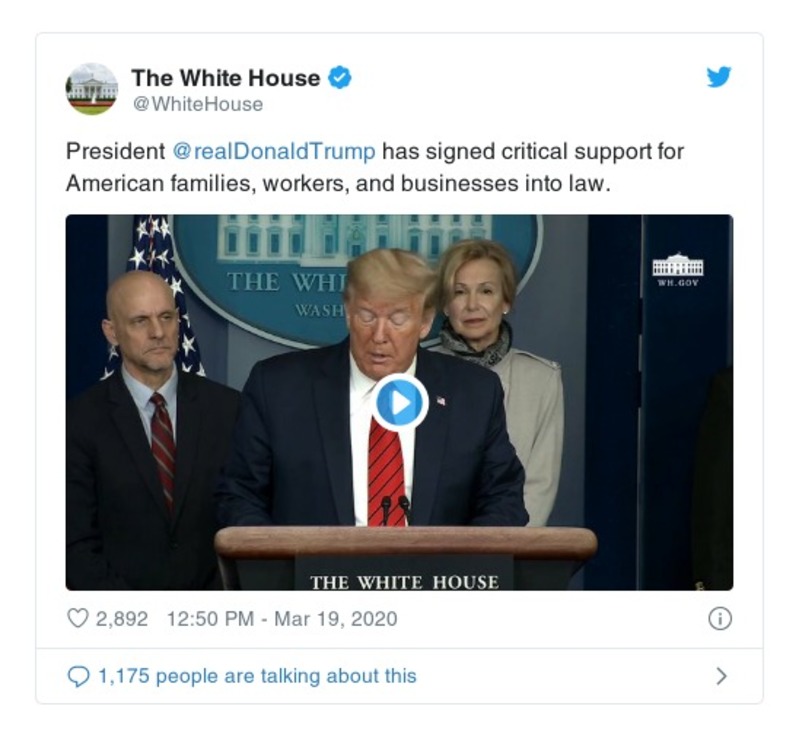 The White House
@WhiteHouse
President @realDonaldTrump has signed critical support for
American families, workers, and businesses into law.
THE WHI
WASH
WH.GOV
THE WHITE HOUSE
2,892 12:50 PM - Mar 19, 2020
1,175 people are talking about this